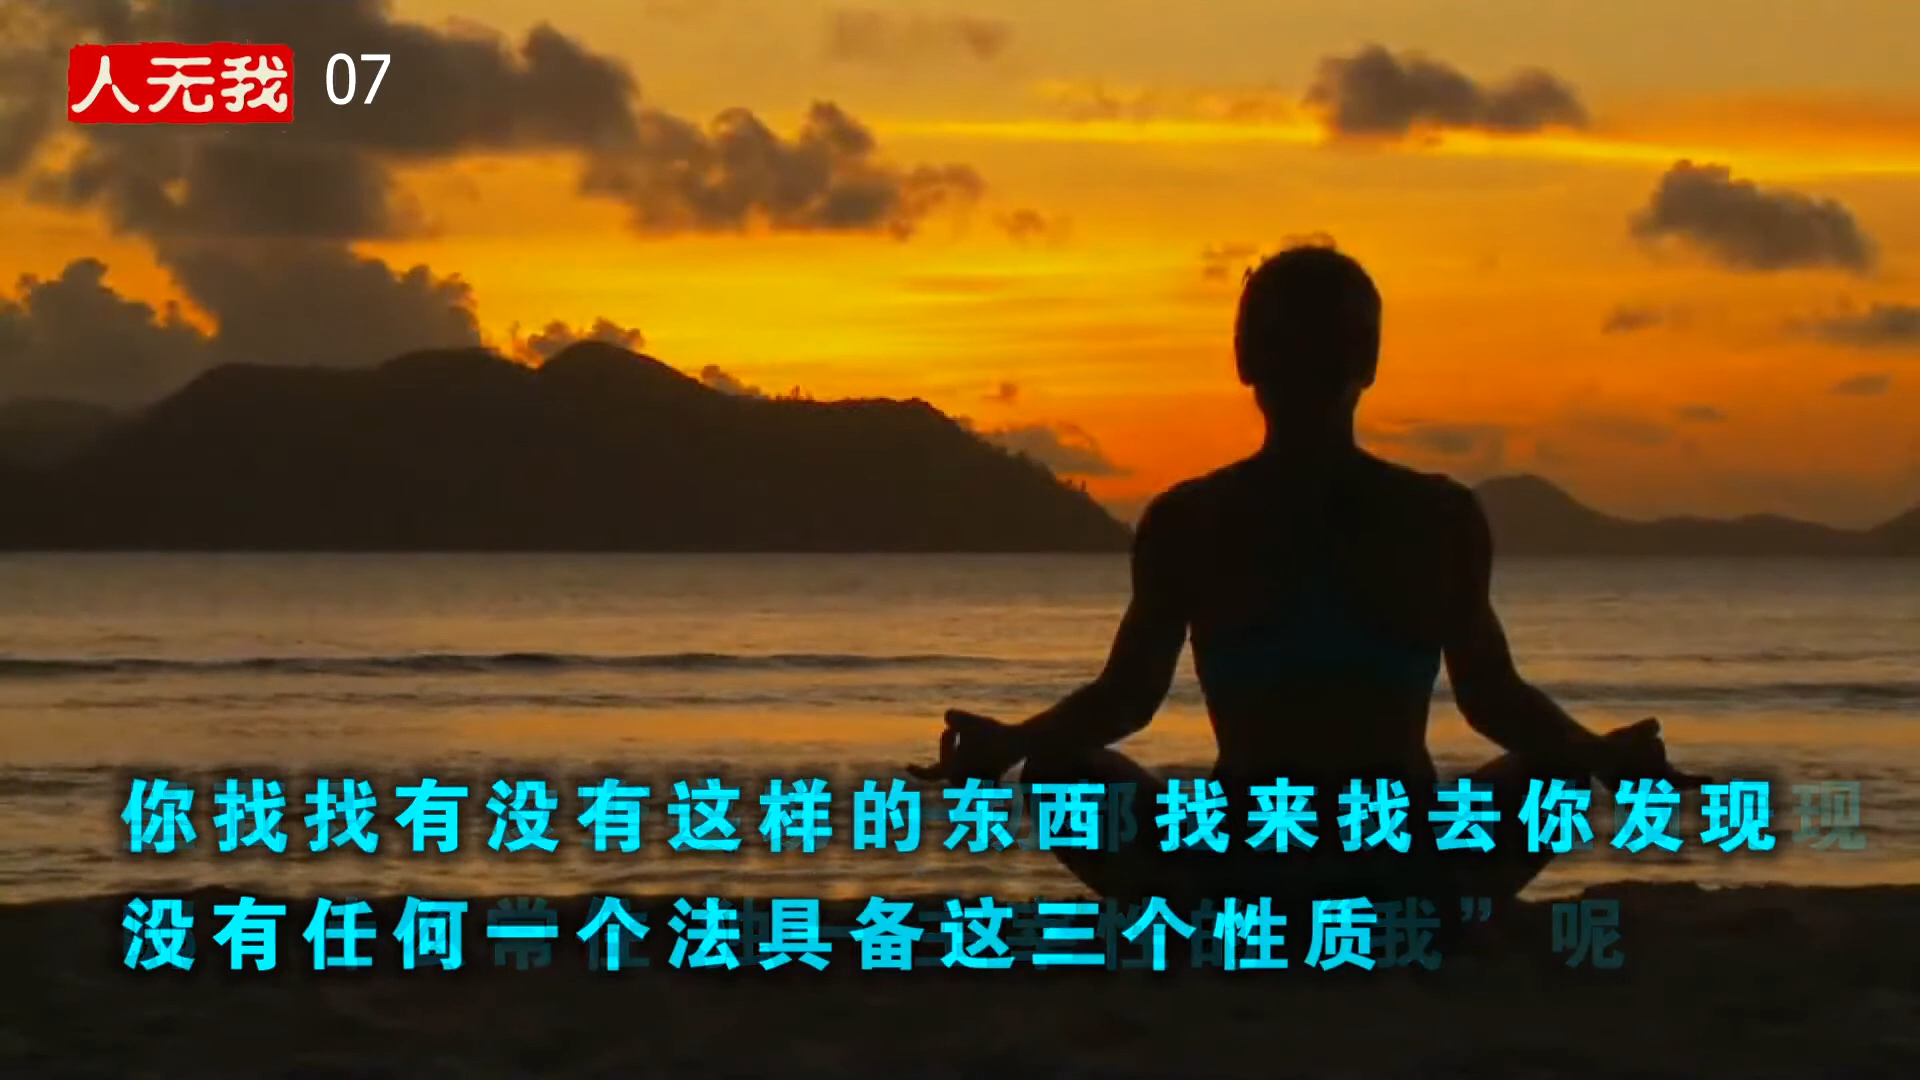 人无我 07
你找找有没有这样的东西 找来找去你发现
没有任何一个法具备这三个性质